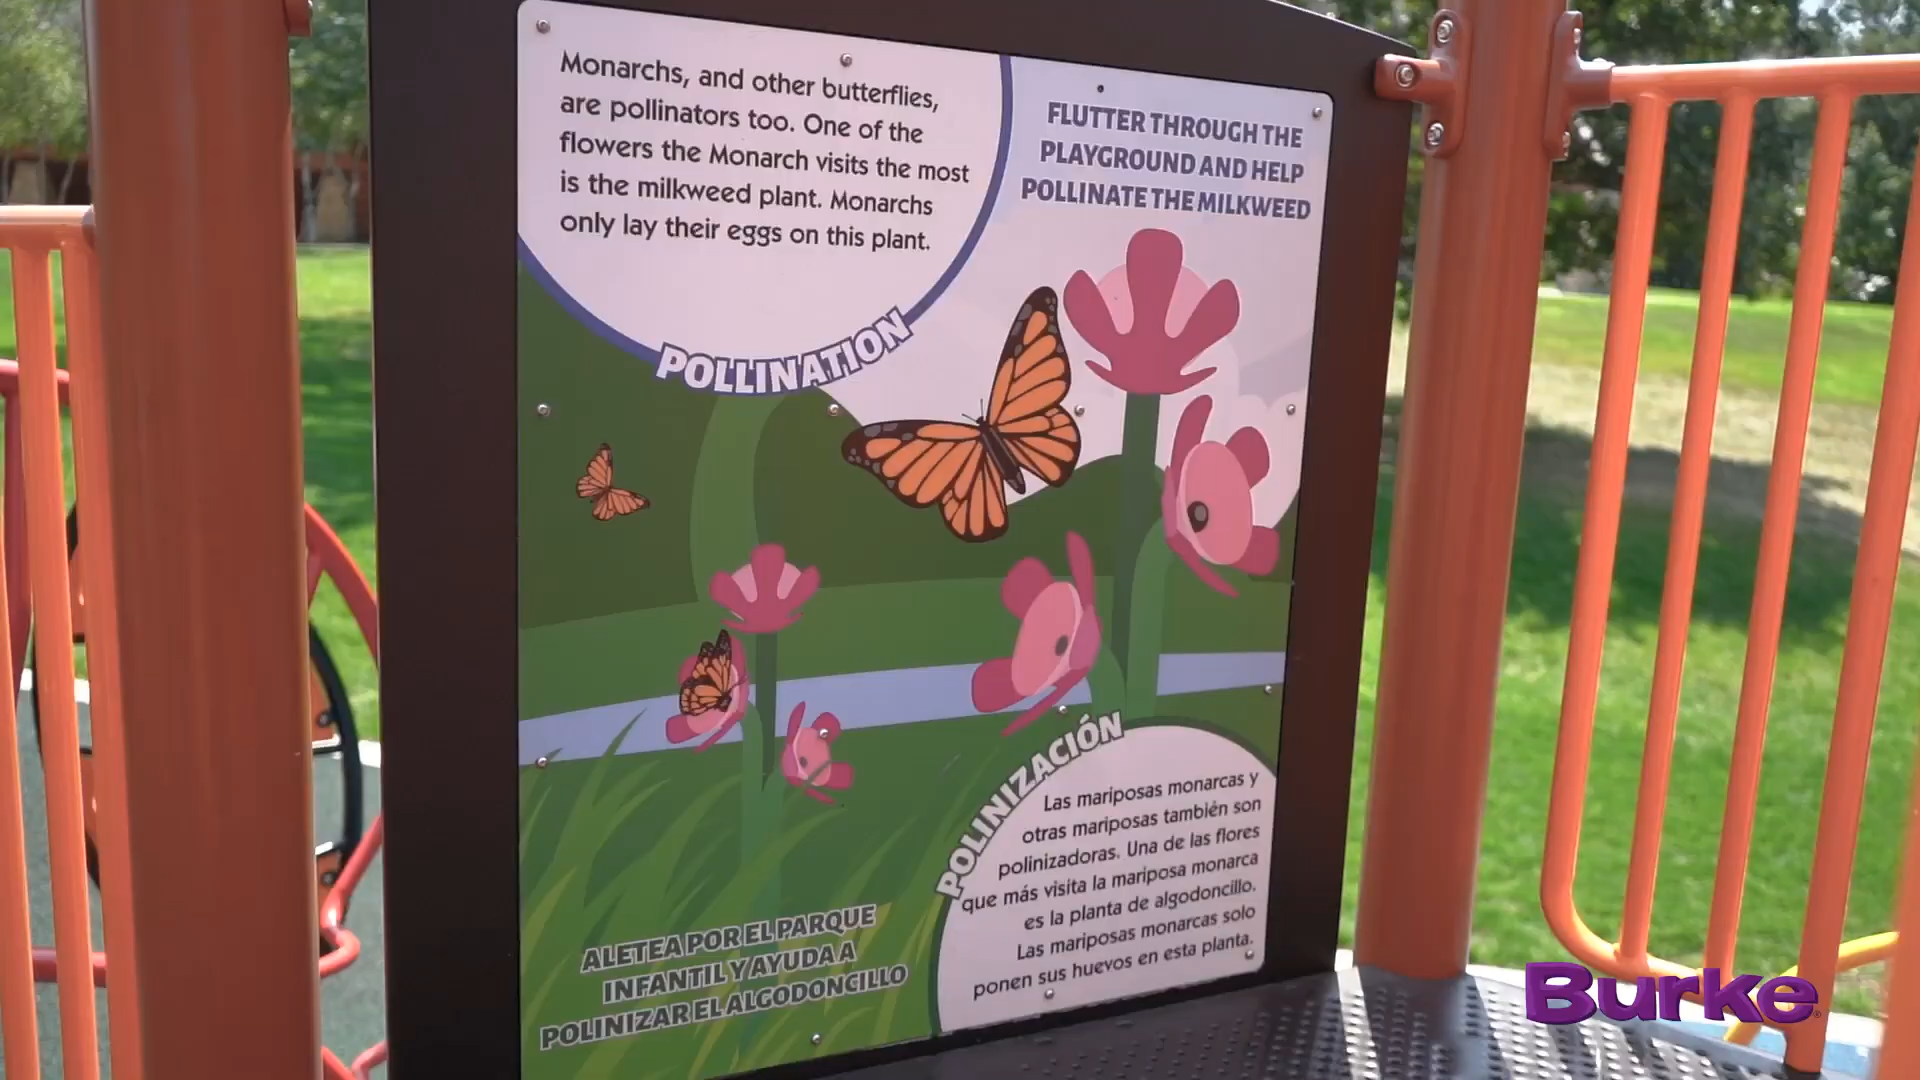 Monarchs, and other butterflies,
are pollinators too. One of the
flowers the Monarch visits the most
is the milkweed plant. Monarchs
only lay their eggs on this plant.
POLLINATION
FLUTTER THROUGH THE
PLAYGROUND AND HELP
POLLINATE THE MILKWEED
POLINIZACIÓN
Las mariposas monarcas y
otras mariposas también son
polinizadoras. Una de las flores
que más visita la mariposa monarca
es la planta de algodoncillo.
Las mariposas monarcas solo
ponen sus huevos en esta planta.
ALETEA POR EL PARQUE
INFANTIL Y AYUDA A
POLINIZAR EL ALGODONCILLO
Burke®